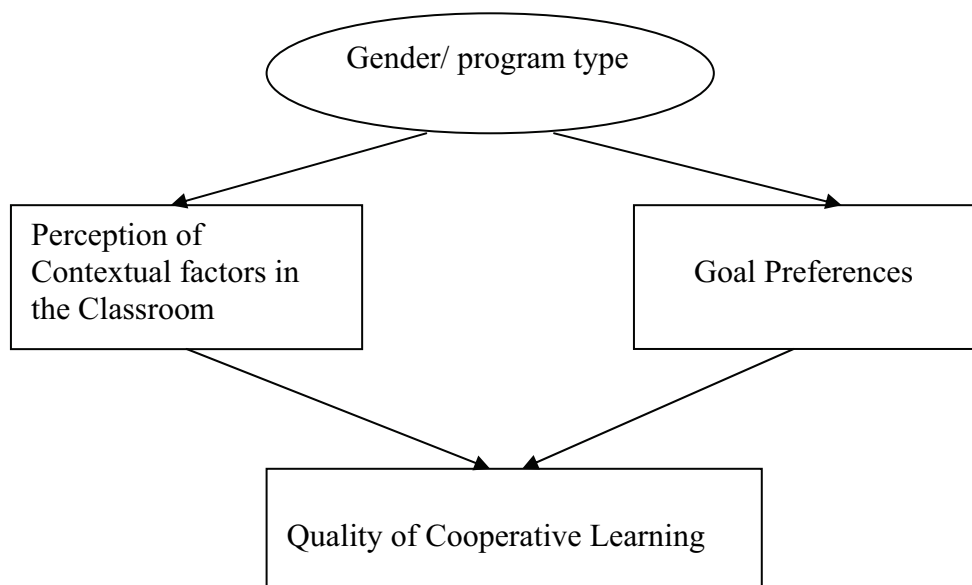 Gender/ program type
Perception of
Contextual factors in
the Classroom
Goal Preferences
Quality of Cooperative Learning